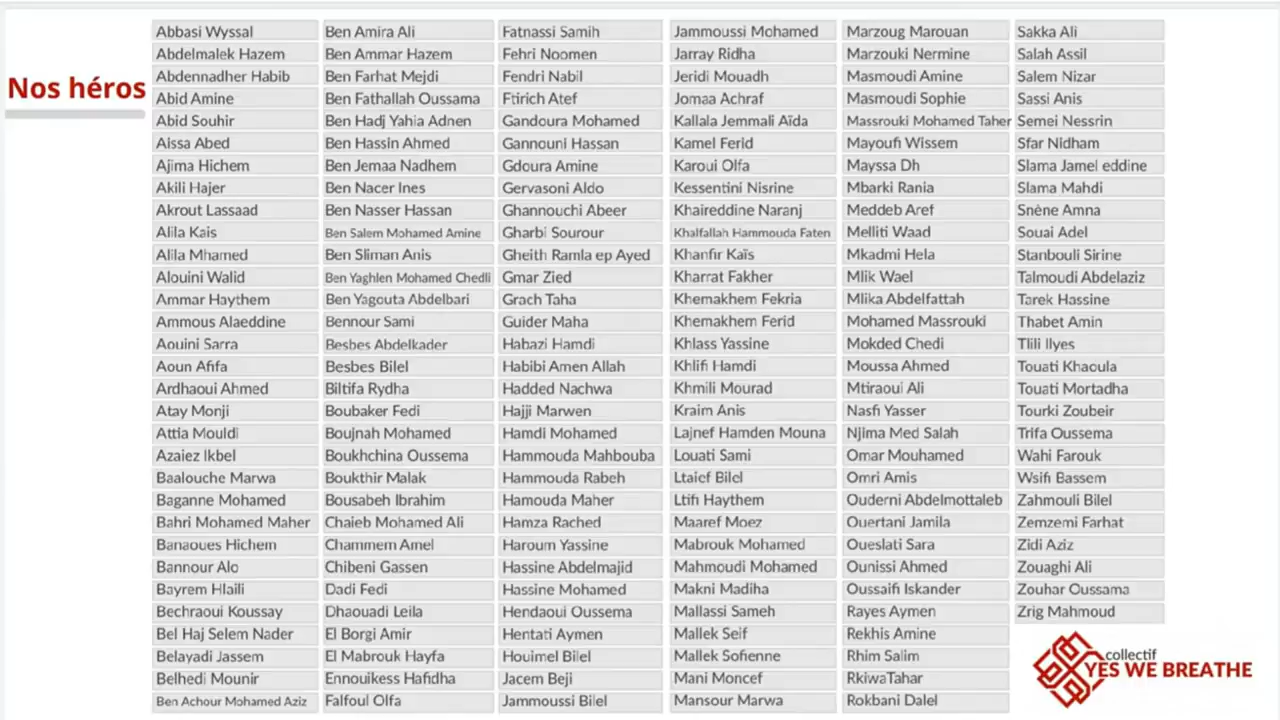 Nos héros
Abbasi Wyssal
Abdelmalek Hazem
Abdennadher Habib
Abid Amine
Abid Souhir
Aissa Abed
Ajima Hichem
Akili Hajer
Akrout Lassaad
Alila Kais
Alila Mhamed
Alouini Walid
Ammar Haythem
Ammous Alaeddine
Aouini Sarra
Aoun Afifa
Ardhaoui Ahmed
Atay Monji
Attia Mouldi
Azaiez Ikbel
Baalouche Marwa
Baganne Mohamed
Bahri Mohamed Maher
Banaoues Hichem
Bannour Alo
Bayrem Hlaili
Bechraoui Koussay
Bel Haj Selem Nader
Belayadi Jassem
Belhedi Mounir
Ben Achour Mohamed Aziz
Ben Amira Ali
Ben Ammar Hazem
Ben Farhat Mejdi
Ben Fathallah Oussama
Ben Hadj Yahia Adnen
Ben Hassin Ahmed
Ben Jemaa Nadhem
Ben Nacer Ines
Ben Nasser Hassan
Ben Salem Mohamed Amine
Ben Sliman Anis
Ben Yaghlen Mohamed Chedli
Ben Yagouta Abdelbari
Bennour Sami
Besbes Abdelkader
Besbes Bilel
Biltifa Rydha
Boubaker Fedi
Boujnah Mohamed
Boukhchina Oussema
Boukthir Malak
Bousabeh Ibrahim
Chaieb Mohamed Ali
Chammem Amel
Chibeni Gassen
Dadi Fedi
Dhaouadi Leila
El Borgi Amir
El Mabrouk Hayfa
Ennouikess Hafidha
Falfoul Olfa
Fatnassi Samih
Fehri Noomen
Fendri Nabil
Ftirich Atef
Gandoura Mohamed
Gannouni Hassan
Gdoura Amine
Gervasoni Aldo
Ghannouchi Abeer
Gharbi Sourour
Gheith Ramla ep Ayed
Gmar Zied
Grach Taha
Guider Maha
Habazi Hamdi
Habibi Amen Allah
Hadded Nachwa
Hajji Marwen
Hamdi Mohamed
Hammouda Mahbouba
Hammouda Rabeh
Hamouda Maher
Hamza Rached
Haroum Yassine
Hassine Abdelmajid
Hassine Mohamed
Hendaoui Oussema
Hentati Aymen
Houimel Bilel
Jacem Beji
Jammoussi Bilel
Jammoussi Mohamed
Jarray Ridha
Jeridi Mouadh
Jomaa Achraf
Kallala Jemmali Aïda
Kamel Ferid
Karoui Olfa
Kessentini Nisrine
Khaireddine Naranj
Khalfallah Hammouda Faten
Khanfir Kaïs
Kharrat Fakher
Khemakhem Fekria
Khemakhem Ferid
Khlass Yassine
Khlifi Hamdi
Khmili Mourad
Kraim Anis
Lajnef Hamden Mouna
Louati Sami
Ltaief Bilel
Ltifi Haythem
Maaref Moez
Mabrouk Mohamed
Mahmoudi Mohamed
Makni Madiha
Mallassi Sameh
Mallek Seif
Mallek Sofienne
Mani Moncef
Mansour Marwa
Marzoug Marouan
Marzouki Nermine
Masmoudi Amine
Masmoudi Sophie
Massrouki Mohamed Taher
Mayoufi Wissem
Mayssa Dh
Mbarki Rania
Meddeb Aref
Melliti Waad
Mkadmi Hela
Mlik Wael
Mlika Abdelfattah
Mohamed Massrouki
Mokded Chedi
Moussa Ahmed
Mtiraoui Ali
Nasfi Yasser
Njima Med Salah
Omar Mouhamed
Omri Amis
Ouderni Abdelmottaleb
Ouertani Jamila
Oueslati Sara
Ounissi Ahmed
Oussaifi Iskander
Rayes Aymen
Rekhis Amine
Rhim Salim
RkiwaTahar
Rokbani Dalel
Sakka Ali
Salah Assil
Salem Nizar
Sassi Anis
Semei Nessrin
Sfar Nidham
Slama Jamel eddine
Slama Mahdi
Snène Amna
Souai Adel
Stanbouli Sirine
Talmoudi Abdelaziz
Tarek Hassine
Thabet Amin
Tlili Ilyes
Touati Khaoula
Touati Mortadha
Tourki Zoubeir
Trifa Oussema
Wahi Farouk
Wsifi Bassem
Zahmouli Bilel
Zemzemi Farhat
Zidi Aziz
Zouaghi Ali
Zouhar Oussama
Zrig Mahmoud
collectif
YES WE BREATHE